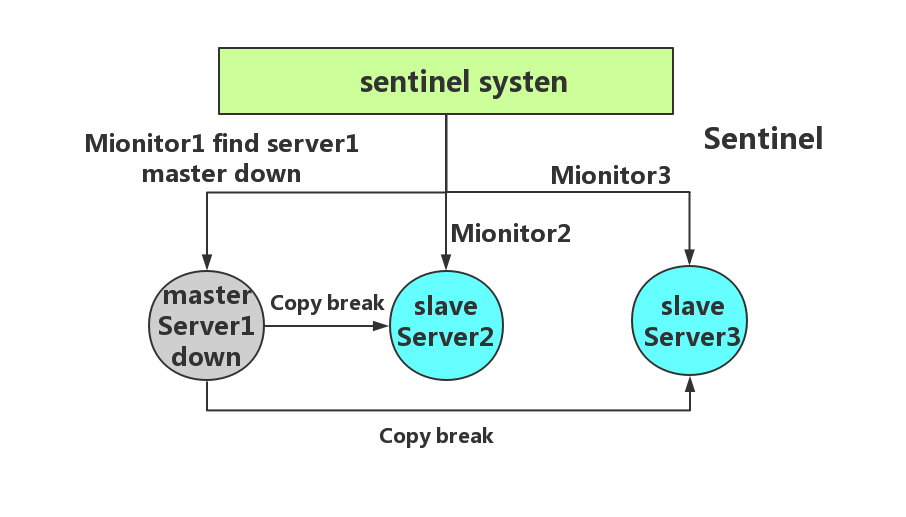 sentinel systen
Sentinel
Mionitor1 find server1
master down
Mionitor3
Mionitor2
master
Server1
down
Copy break
slave
Server2
slave
Server3
Copy break